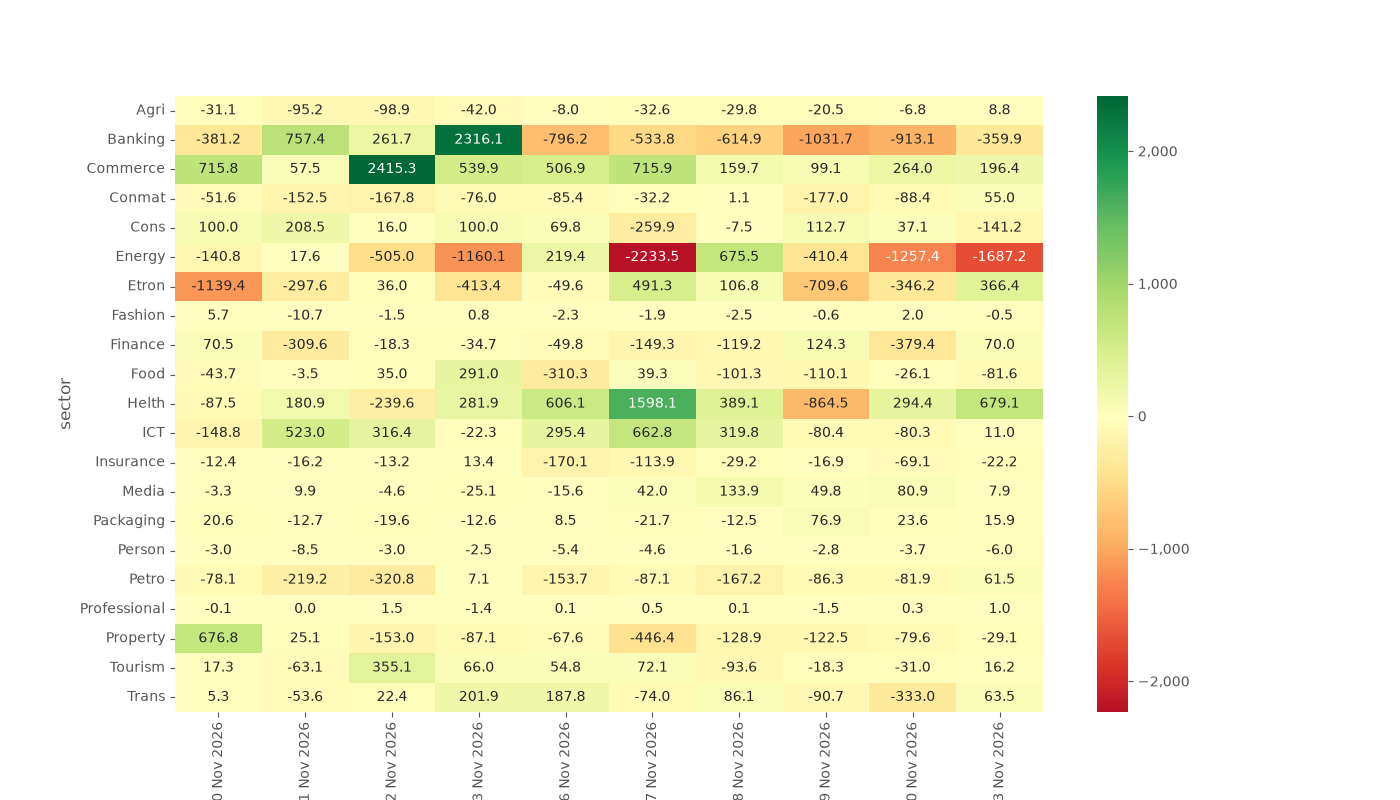 Agri -31.1 -95.2 -98.9 -42.0 -8.0 -32.6 -29.8 -20.5 -6.8 8.8
Banking -381.2 757.4 261.7 2316.1 -796.2 -533.8 -614.9 -1031.7 -913.1 -359.9
Commerce 715.8 57.5 2415.3 539.9 506.9 715.9 159.7 99.1 264.0 196.4
Conmat -51.6 -152.5 -167.8 -76.0 -85.4 -32.2 1.1 -177.0 -88.4 55.0
Cons 100.0 208.5 16.0 100.0 69.8 -259.9 -7.5 112.7 37.1 -141.2
Energy -140.8 17.6 -505.0 -1160.1 219.4 -2233.5 675.5 -410.4 -1257.4 -1687.2
Etron -1139.4 -297.6 36.0 -413.4 -49.6 491.3 106.8 -709.6 -346.2 366.4
Fashion 5.7 -10.7 -1.5 0.8 -2.3 -1.9 -2.5 -0.6 2.0 -0.5
Finance 70.5 -309.6 -18.3 -34.7 -49.8 -149.3 -119.2 124.3 -379.4 70.0
Food -43.7 -3.5 35.0 291.0 -310.3 39.3 -101.3 -110.1 -26.1 -81.6
Helth -87.5 180.9 -239.6 281.9 606.1 1598.1 389.1 -864.5 294.4 679.1
ICT -148.8 523.0 316.4 -22.3 295.4 662.8 319.8 -80.4 -80.3 11.0
Insurance -12.4 -16.2 -13.2 13.4 -170.1 -113.9 -29.2 -16.9 -69.1 -22.2
Media -3.3 9.9 -4.6 -25.1 -15.6 42.0 133.9 49.8 80.9 7.9
Packaging 20.6 -12.7 -19.6 -12.6 8.5 -21.7 -12.5 76.9 23.6 15.9
Person -3.0 -8.5 -3.0 -2.5 -5.4 -4.6 -1.6 -2.8 -3.7 -6.0
Petro -78.1 -219.2 -320.8 7.1 -153.7 -87.1 -167.2 -86.3 -81.9 61.5
Professional -0.1 0.0 1.5 -1.4 0.1 0.5 0.1 -1.5 0.3 1.0
Property 676.8 25.1 -153.0 -87.1 -67.6 -446.4 -128.9 -122.5 -79.6 -29.1
Tourism 17.3 -63.1 355.1 66.0 54.8 72.1 -93.6 -18.3 -31.0 16.2
Trans 5.3 -53.6 22.4 201.9 187.8 -74.0 86.1 -90.7 -333.0 63.5
sector
0 Nov 2026
1 Nov 2026
2 Nov 2026
3 Nov 2026
6 Nov 2026
7 Nov 2026
8 Nov 2026
9 Nov 2026
0 Nov 2026
3 Nov 2026
2,000
1,000
0
−1,000
−2,000